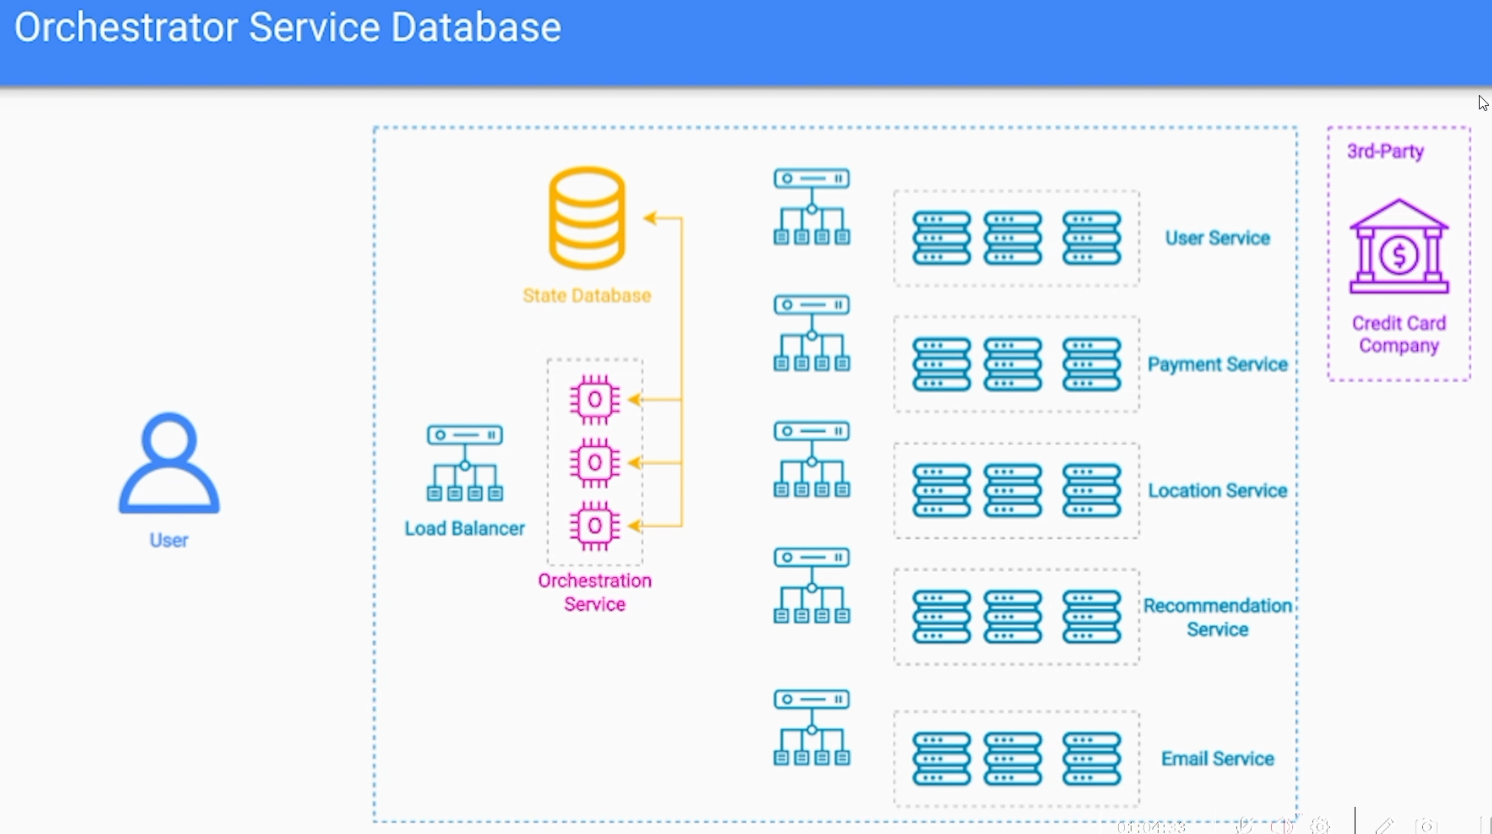 Orchestrator Service Database
3rd-Party
User Service
State Database
Credit Card
Company
Payment Service
Location Service
Load Balancer
User
Orchestration
Service
Recommendation
Service
Email Service